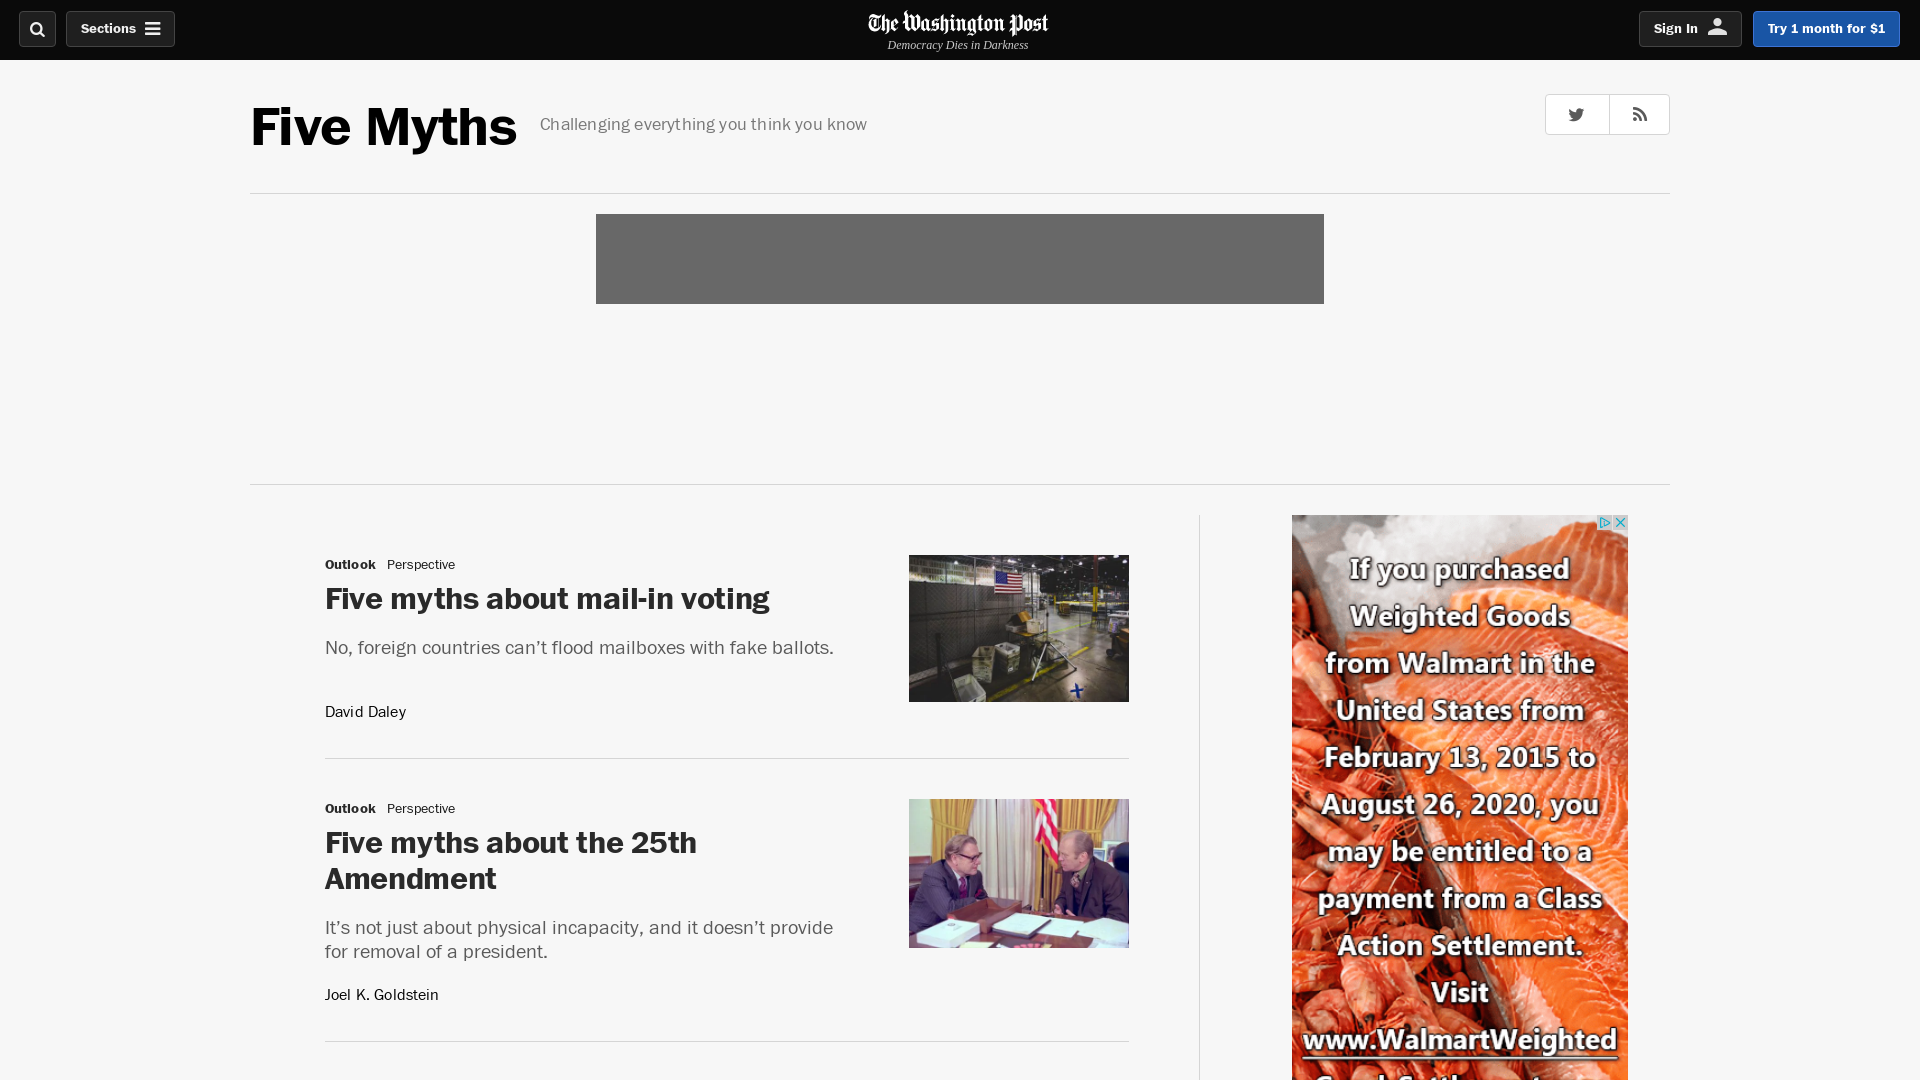 Sections
The Washington Post
Democracy Dies in Darkness
Sign In
Try 1 month for $1
Five Myths
Challenging everything you think you know
Outlook Perspective
Five myths about mail-in voting
No, foreign countries can’t flood mailboxes with fake ballots.
David Daley
Outlook Perspective
Five myths about the 25th
Amendment
It’s not just about physical incapacity, and it doesn’t provide
for removal of a president.
Joel K. Goldstein
If you purchased
Weighted Goods
from Walmart in the
United States from
February 13, 2015 to
August 26, 2020, you
may be entitled to a
payment from a Class
Action Settlement.
Visit
www.WalmartWeighted